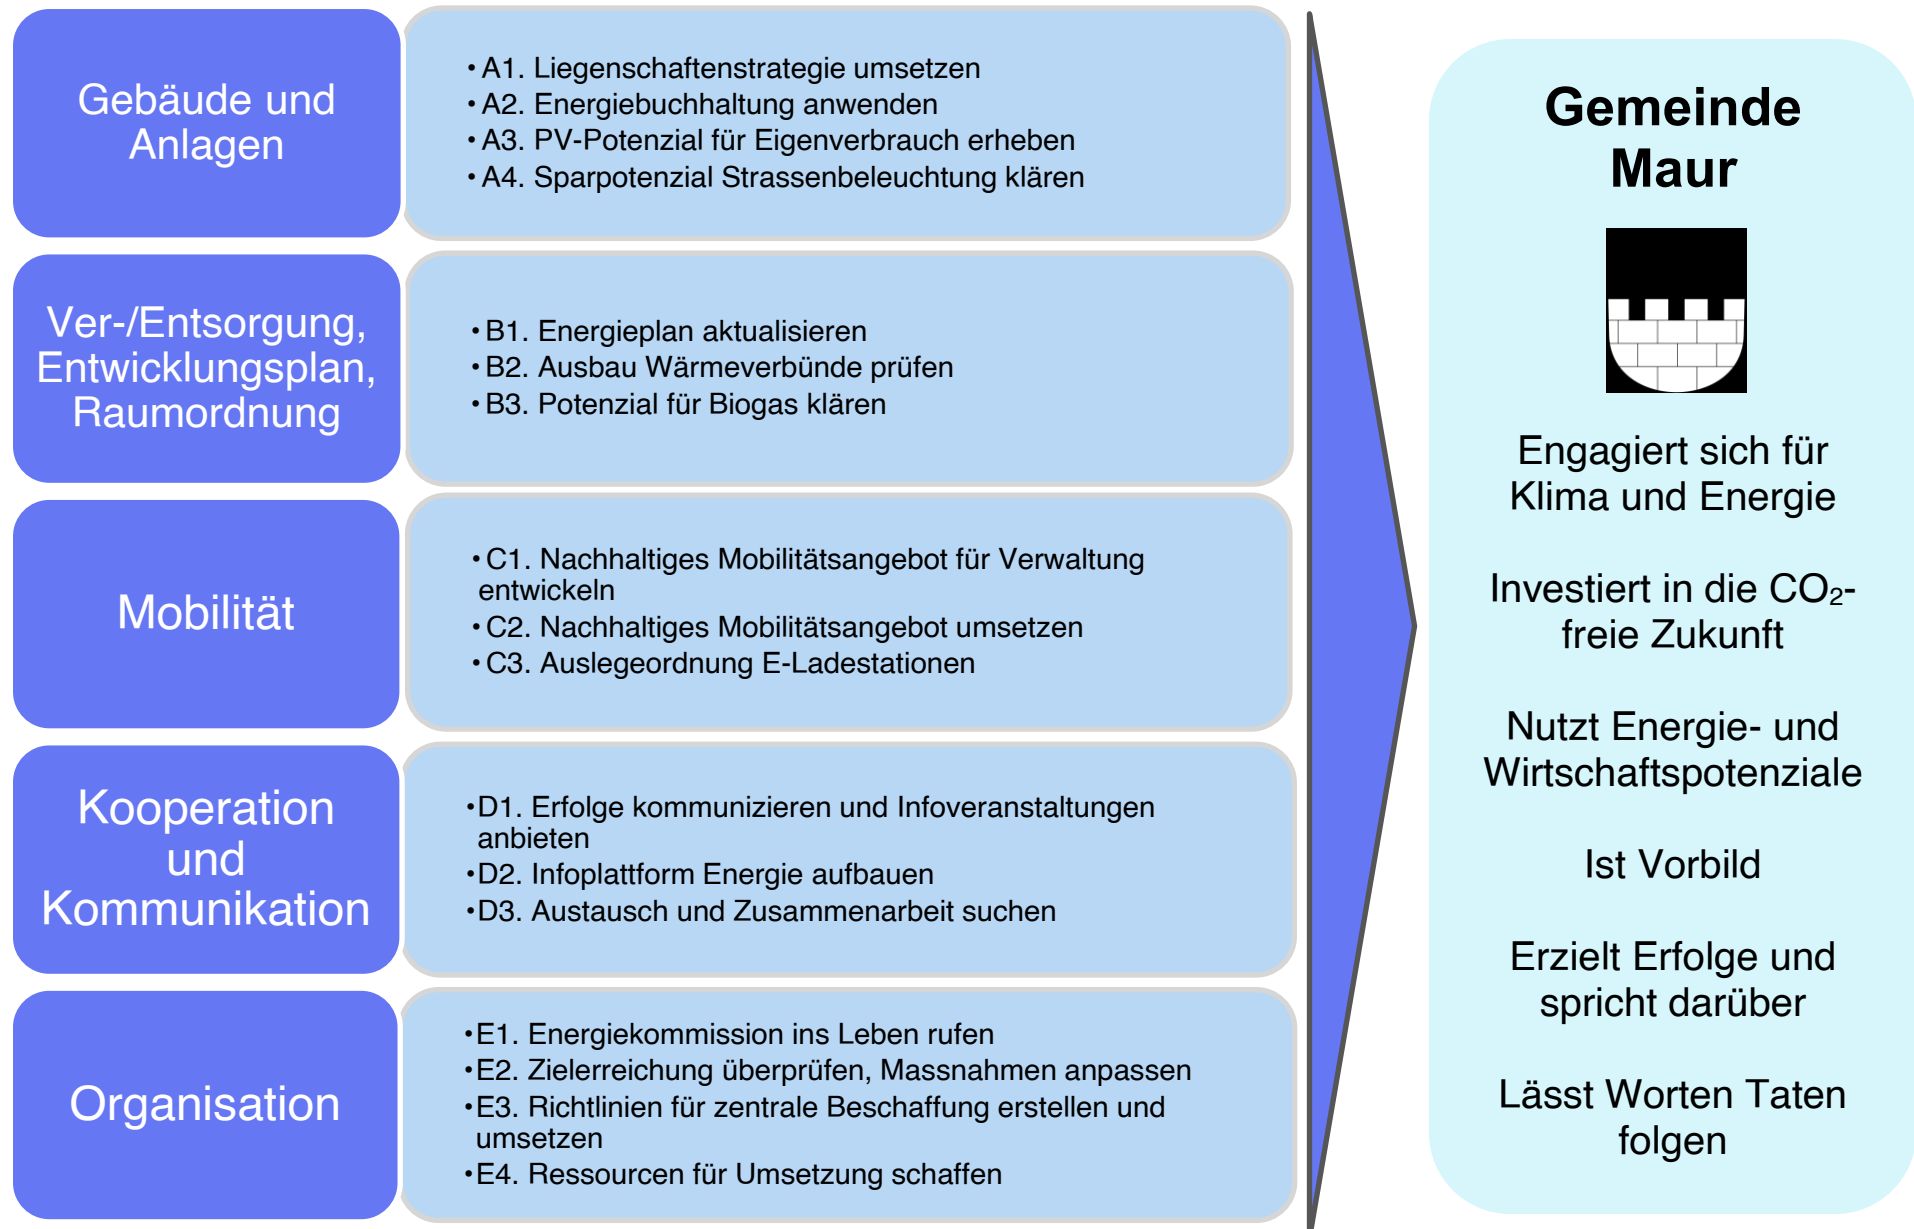 Gebäude und
Anlagen
• A1. Liegenschaftenstrategie umsetzen
• A2. Energiebuchhaltung anwenden
• A3. PV-Potenzial für Eigenverbrauch erheben
• A4. Sparpotenzial Strassenbeleuchtung klären
Ver-/Entsorgung,
Entwicklungsplan,
Raumordnung
• B1. Energieplan aktualisieren
• B2. Ausbau Wärmeverbünde prüfen
• B3. Potenzial für Biogas klären
Mobilität
• C1. Nachhaltiges Mobilitätsangebot für Verwaltung
entwickeln
• C2. Nachhaltiges Mobilitätsangebot umsetzen
• C3. Auslegeordnung E-Ladestationen
Kooperation
und
Kommunikation
• D1. Erfolge kommunizieren und Infoveranstaltungen
anbieten
• D2. Infoplattform Energie aufbauen
• D3. Austausch und Zusammenarbeit suchen
Organisation
• E1. Energiekommission ins Leben rufen
• E2. Zielerreichung überprüfen, Massnahmen anpassen
• E3. Richtlinien für zentrale Beschaffung erstellen und
umsetzen
• E4. Ressourcen für Umsetzung schaffen
Gemeinde
Maur
Engagiert sich für
Klima und Energie
Investiert in die CO₂-
freie Zukunft
Nutzt Energie- und
Wirtschaftspotenziale
Ist Vorbild
Erzielt Erfolge und
spricht darüber
Lässt Worten Taten
folgen